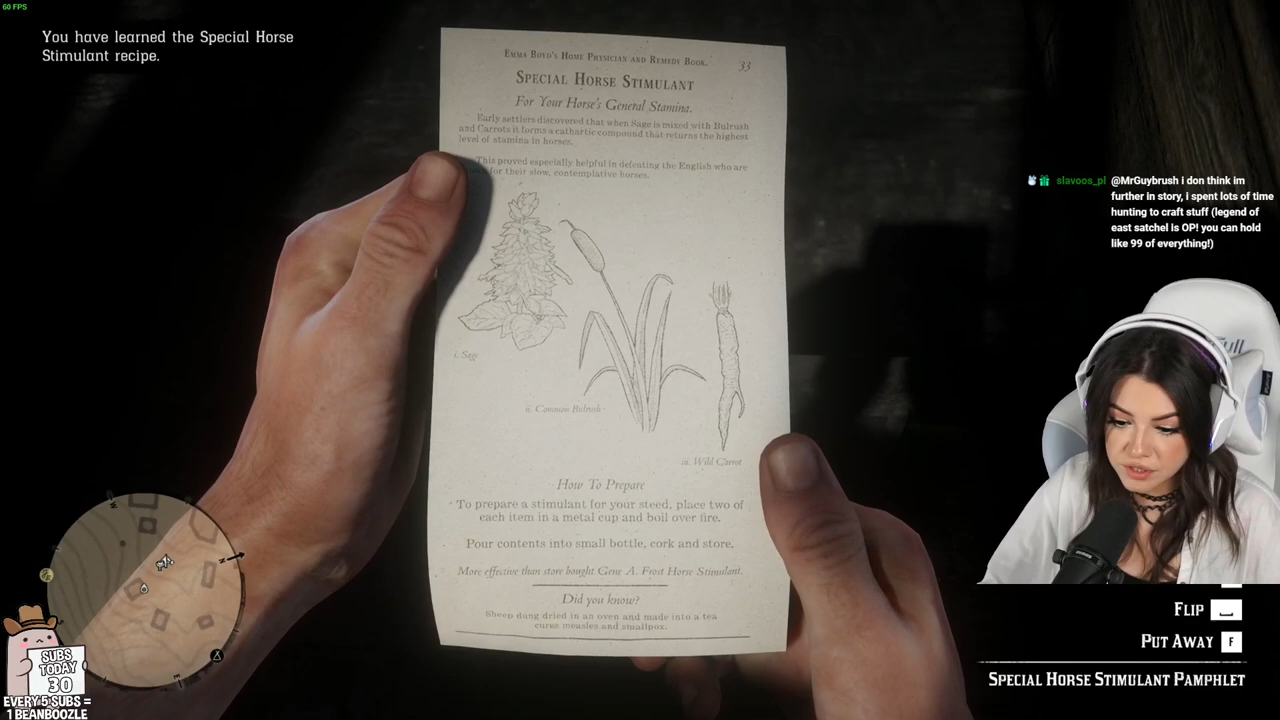 60 FPS
You have learned the Special Horse
Stimulant recipe.
Emma Boyd's Home Physician and Remedy Book.
33
Special Horse Stimulant
For Your Horse's General Stamina.
Early settlers discovered that when Sage is mixed with Bulrush
and Carrots it forms a cathartic compound that returns the highest
level of stamina in horses.
This proved especially helpful in defeating the English who are
for their slow, contemplative horses.
i. Sage
ii. Common Bulrush
iii. Wild Carrot
How To Prepare
To prepare a stimulant for your steed, place two of
each item in a metal cup and boil over fire.
Pour contents into small bottle, cork and store.
More effective than store bought Gene A. Frost Horse Stimulant.
Did you know?
Sheep dung dried in an oven and made into a tea
cures measles and smallpox.
slavoos_pl @MrGuybrush i don think im
further in story, i spent lots of time
hunting to craft stuff (legend of
east satchel is OP! you can hold
like 99 of everything!)
Flip
Put Away F
Special Horse Stimulant Pamphlet
SUBS
TODAY
30
EVERY 5 SUBS =
1 BEANBOOZLE